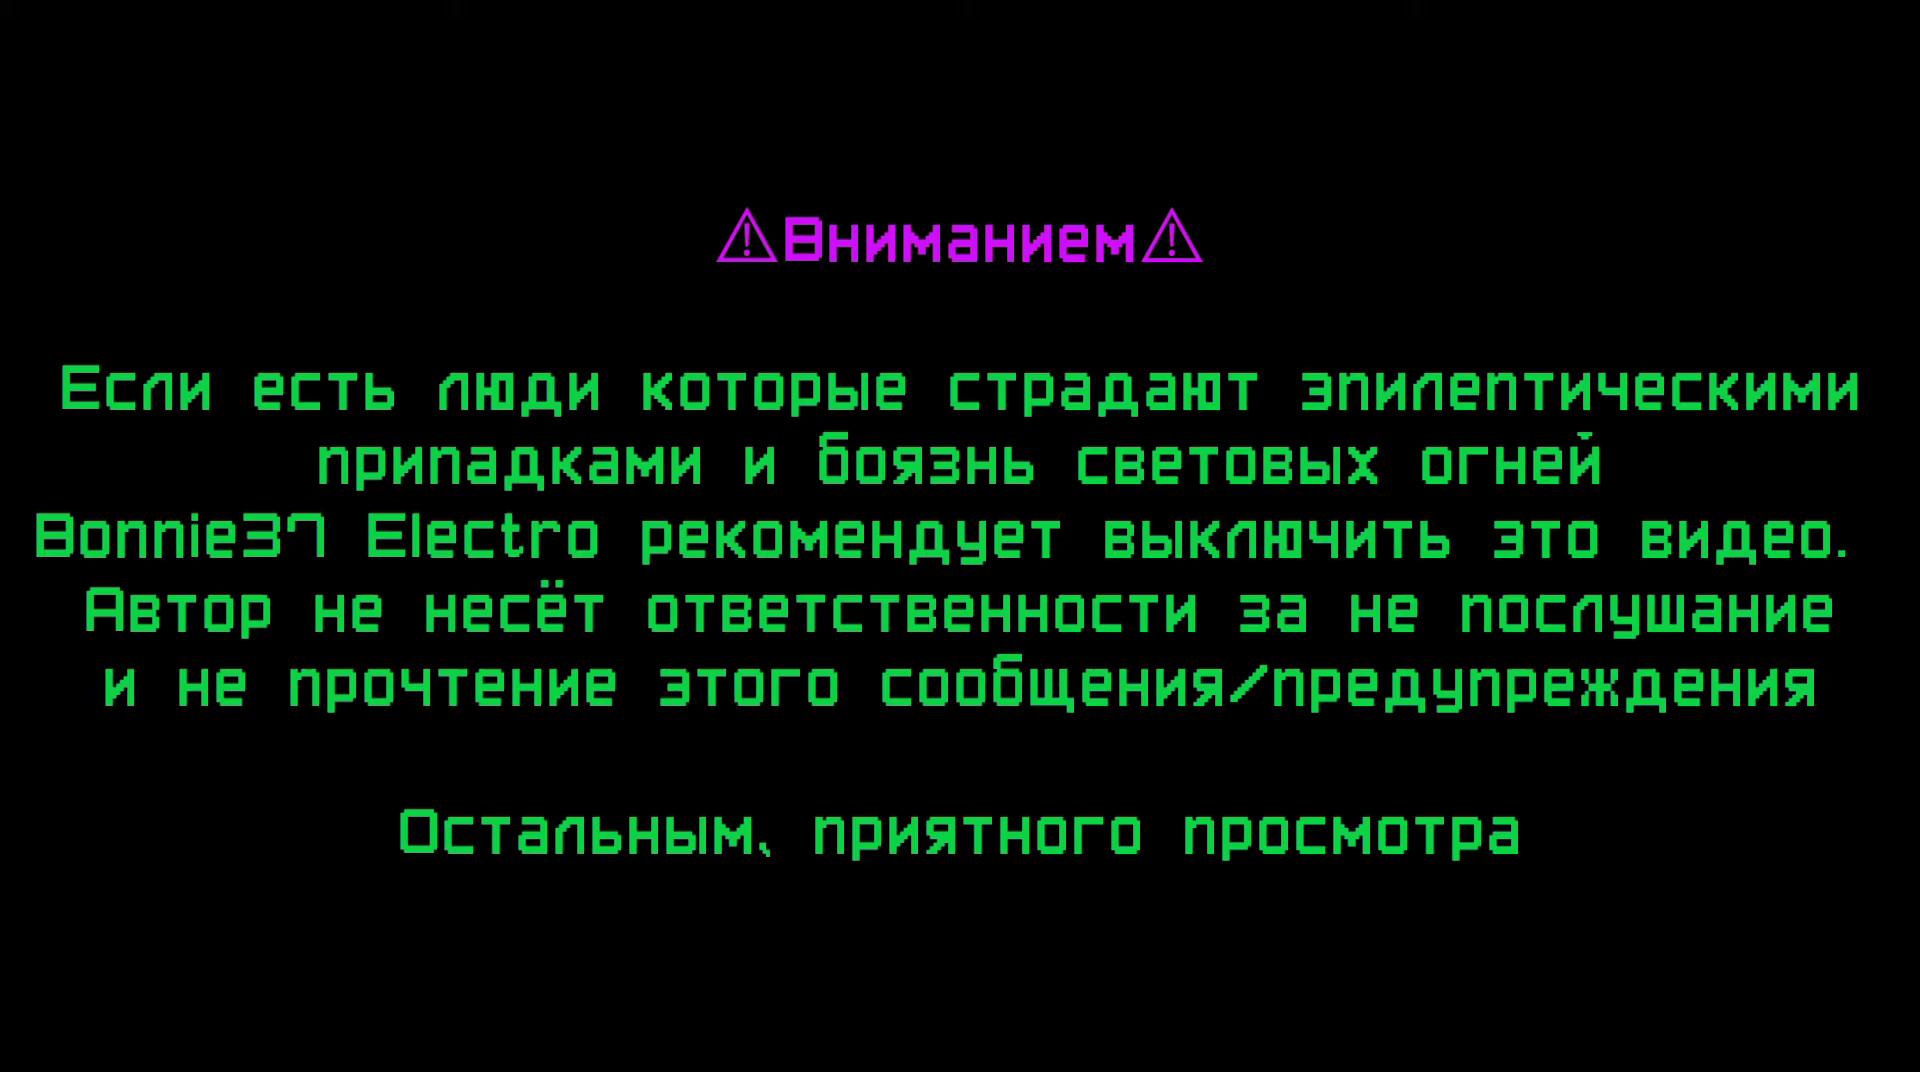 ⚠Вниманием⚠
Если есть люди которые страдают эпилептическими
припадками и боязнь световых огней
Bonnie37 Electro рекомендует выключить это видео.
Автор не несёт ответственности за не послушание
и не прочтение этого сообщения/предупреждения
Остальным, приятного просмотра